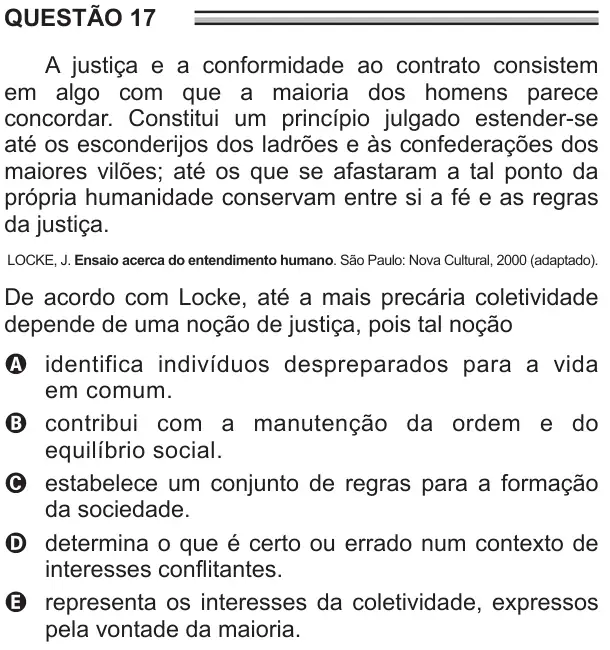 QUESTÃO 17
A justiça e a conformidade ao contrato consistem
em algo com que a maioria dos homens parece
concordar. Constitui um princípio julgado estender-se
até os esconderijos dos ladrões e às confederações dos
maiores vilões; até os que se afastaram a tal ponto da
própria humanidade conservam entre si a fé e as regras
da justiça.
LOCKE, J. Ensaio acerca do entendimento humano. São Paulo: Nova Cultural, 2000 (adaptado).
De acordo com Locke, até a mais precária coletividade
depende de uma noção de justiça, pois tal noção
A identifica indivíduos despreparados para a vida
em comum.
B contribui com a manutenção da ordem e do
equilíbrio social.
C estabelece um conjunto de regras para a formação
da sociedade.
D determina o que é certo ou errado num contexto de
interesses conflitantes.
E representa os interesses da coletividade, expressos
pela vontade da maioria.